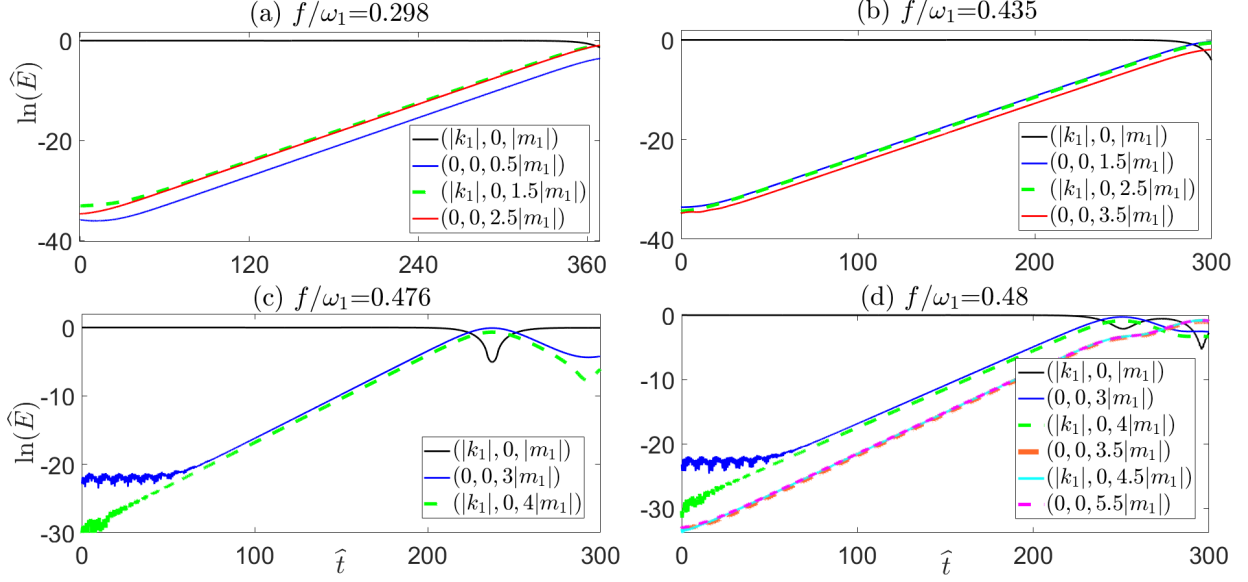 (a) f/ω₁=0.298
0
-20
-40
ln(Ê)
(|k₁|, 0, |m₁|)
(0, 0, 0.5|m₁|)
(|k₁|, 0, 1.5|m₁|)
(0, 0, 2.5|m₁|)
0 120 240 360
(b) f/ω₁=0.435
0
-20
-40
(|k₁|, 0, |m₁|)
(0, 0, 1.5|m₁|)
(|k₁|, 0, 2.5|m₁|)
(0, 0, 3.5|m₁|)
0 100 200 300
(c) f/ω₁=0.476
0
-10
-20
-30
ln(Ê)
(|k₁|, 0, |m₁|)
(0, 0, 3|m₁|)
(|k₁|, 0, 4|m₁|)
0 100 200 300
t̂
(d) f/ω₁=0.48
0
-10
-20
-30
(|k₁|, 0, |m₁|)
(0, 0, 3|m₁|)
(|k₁|, 0, 4|m₁|)
(0, 0, 3.5|m₁|)
(|k₁|, 0, 4.5|m₁|)
(0, 0, 5.5|m₁|)
0 100 200 300
t̂